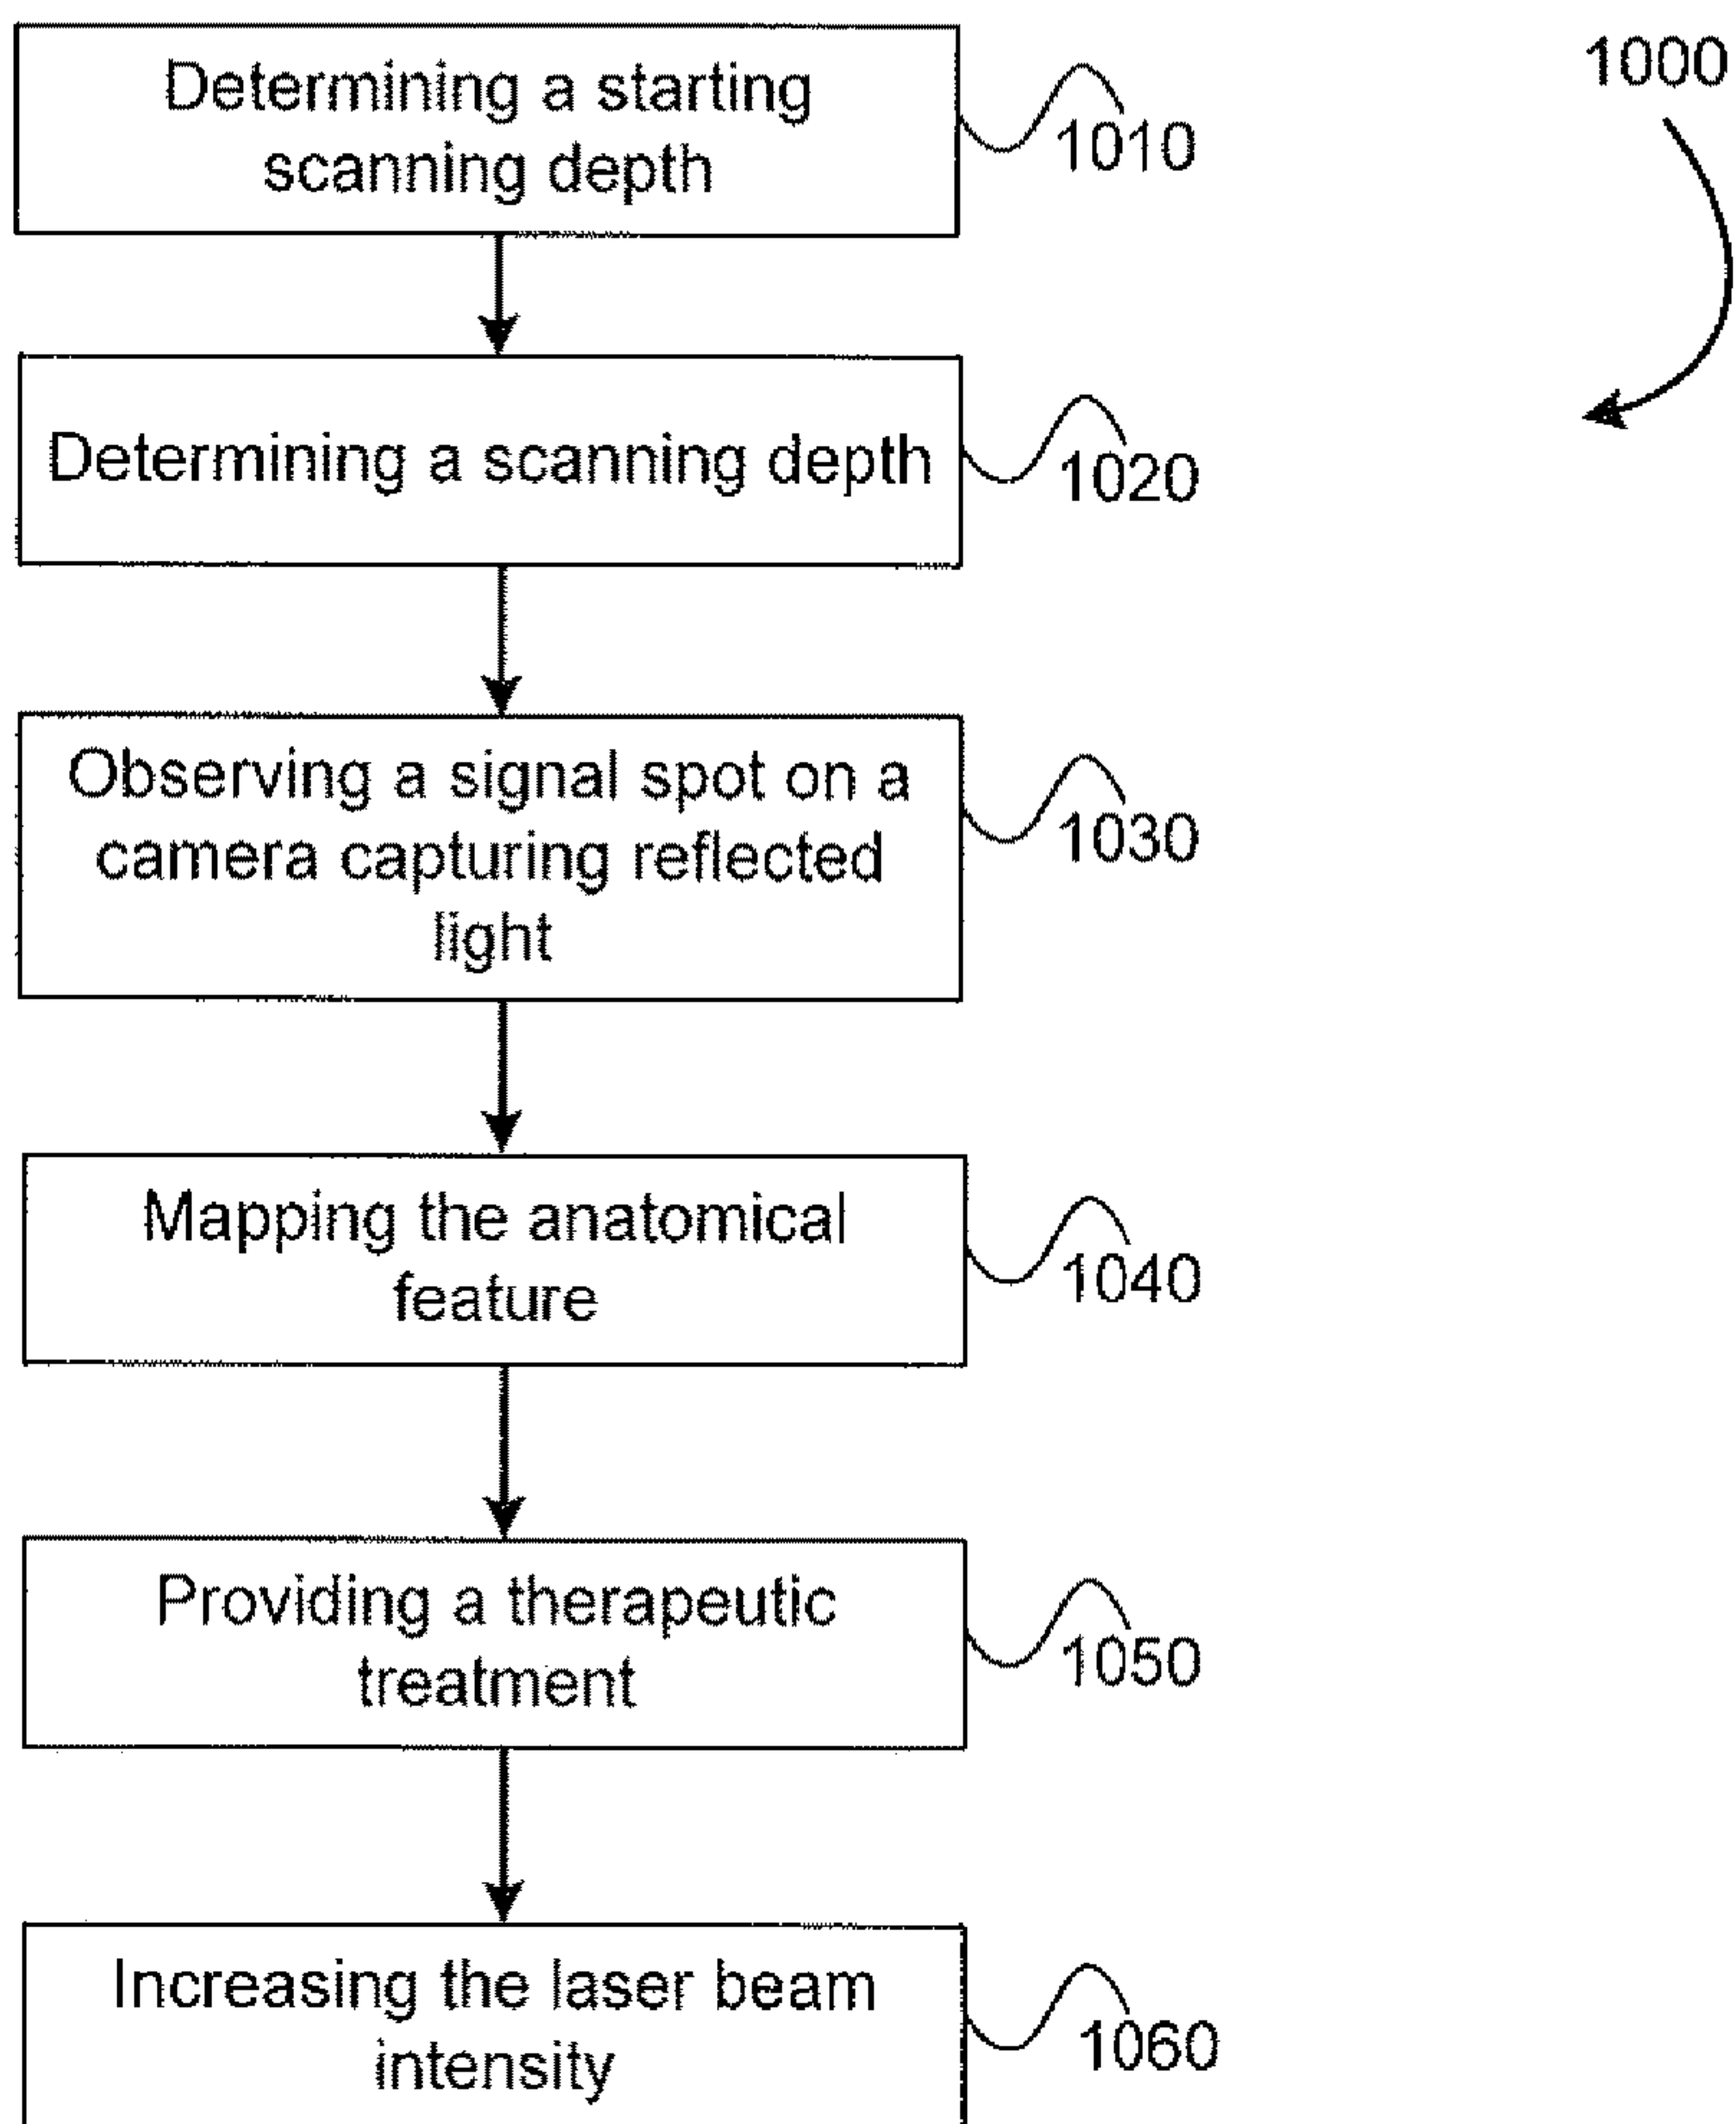 Determining a starting
scanning depth
1010
1000
Determining a scanning depth
1020
Observing a signal spot on a
camera capturing reflected
light
1030
Mapping the anatomical
feature
1040
Providing a therapeutic
treatment
1050
Increasing the laser beam
intensity
1060